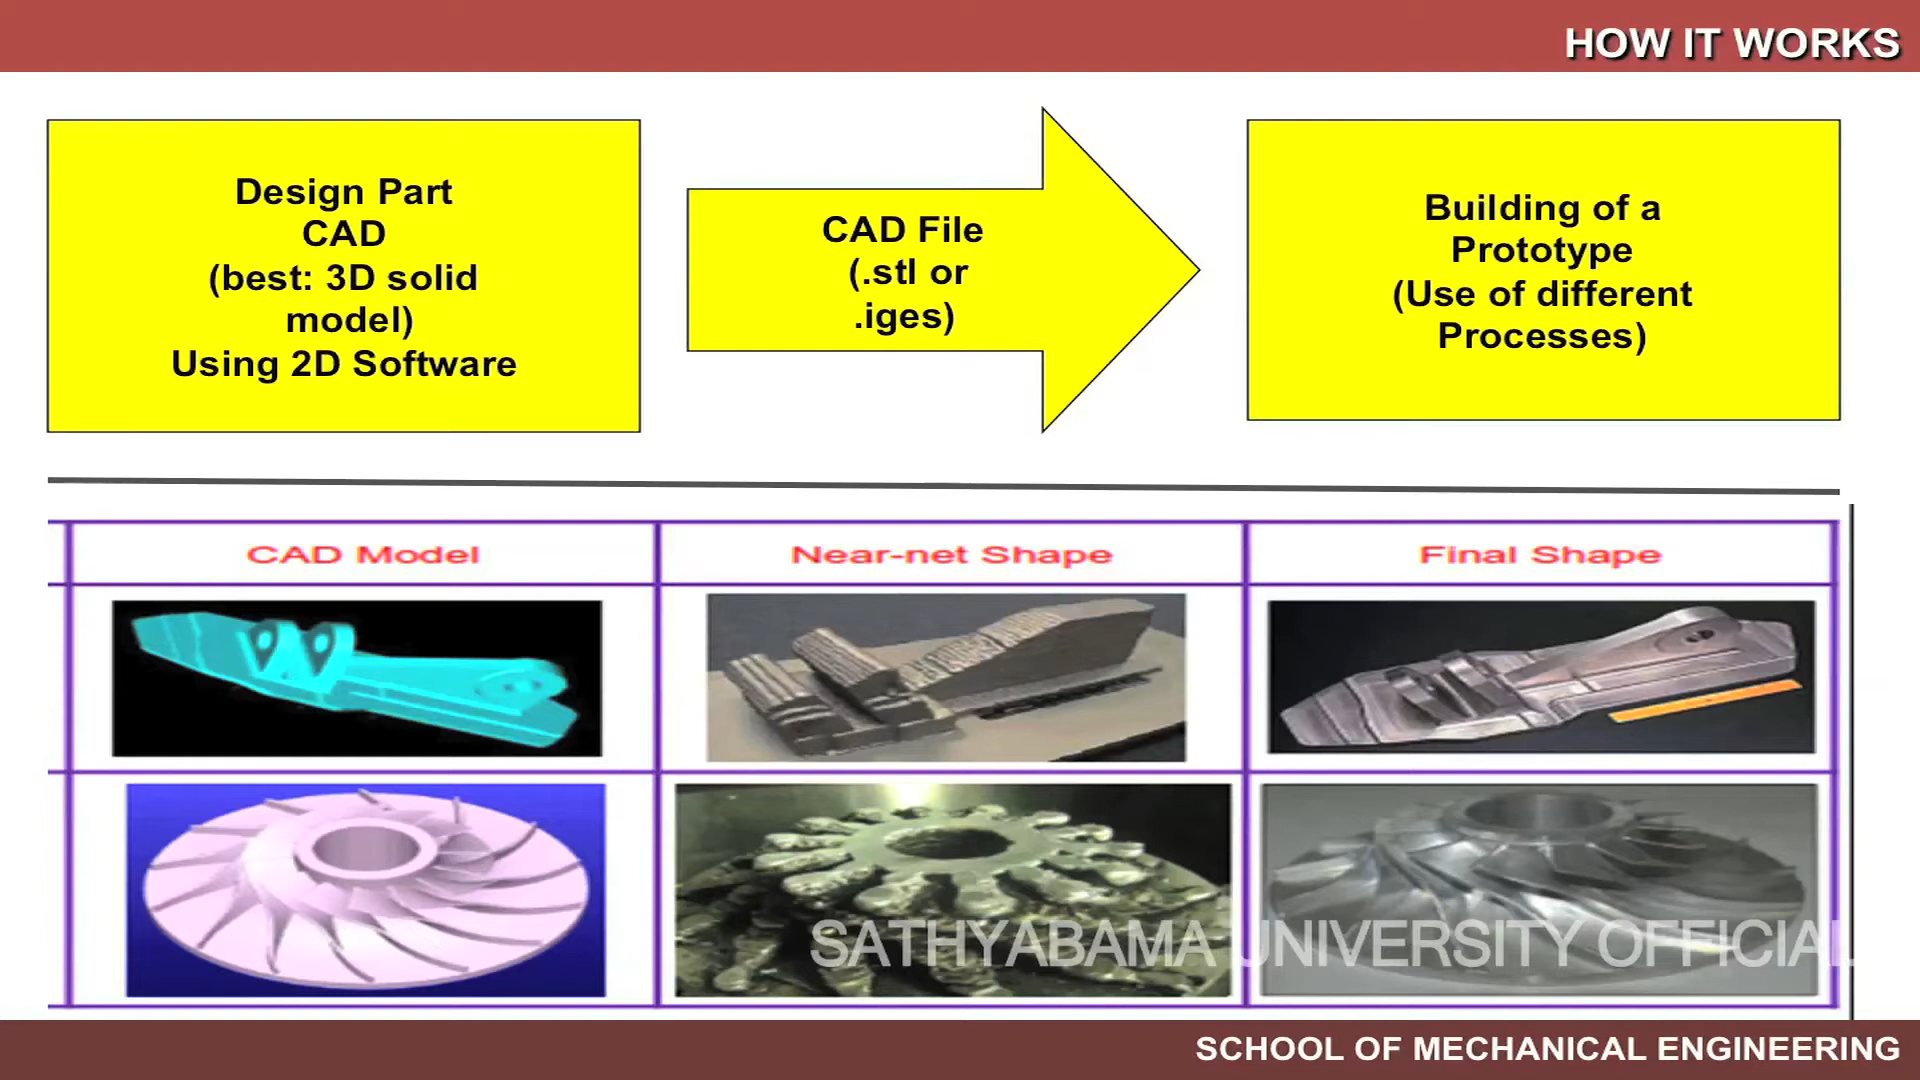 HOW IT WORKS
Design Part
CAD
(best: 3D solid
model)
Using 2D Software
CAD File
(.stl or
.iges)
Building of a
Prototype
(Use of different
Processes)
CAD Model
Near-net Shape
Final Shape
SATHYABAMA UNIVERSITY OFFICIAL
SCHOOL OF MECHANICAL ENGINEERING